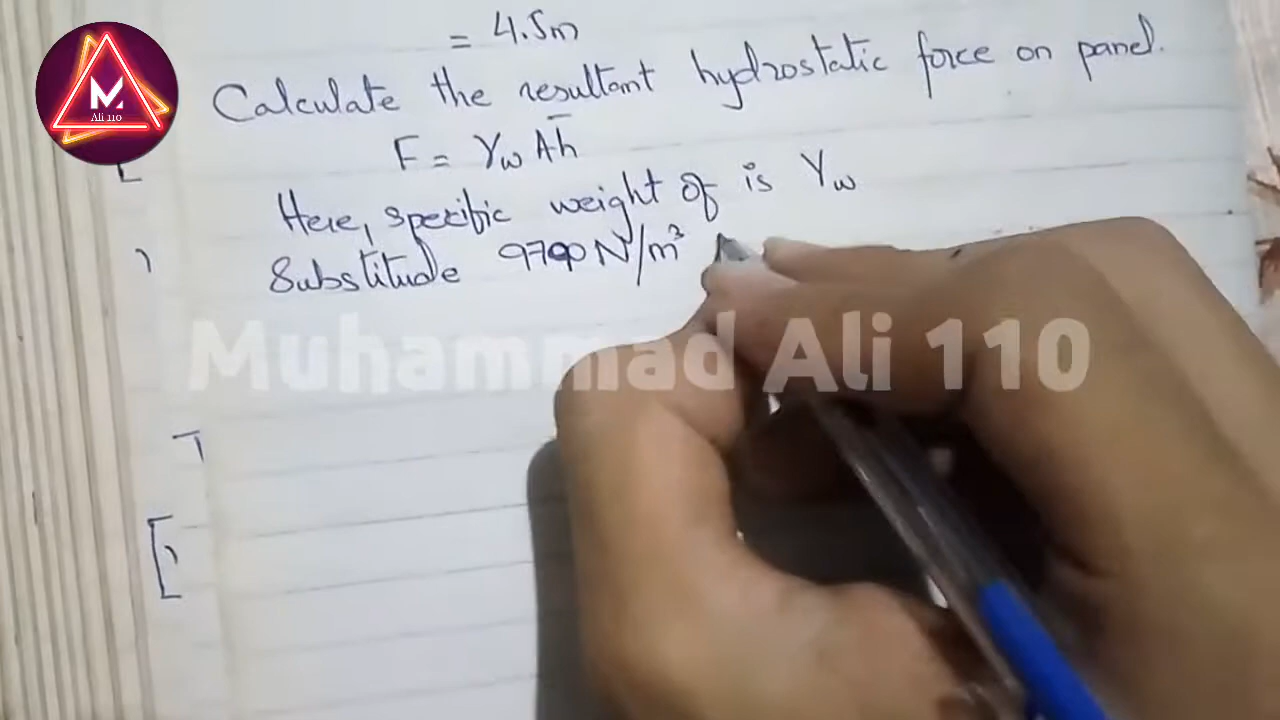 = 4.5m
Calculate the resultant hydrostatic force on panel.
F = γw Ah̄
Here, specific weight of is γw
Substitude 9790 N/m³
M
Ali 110
Muhammad Ali 110